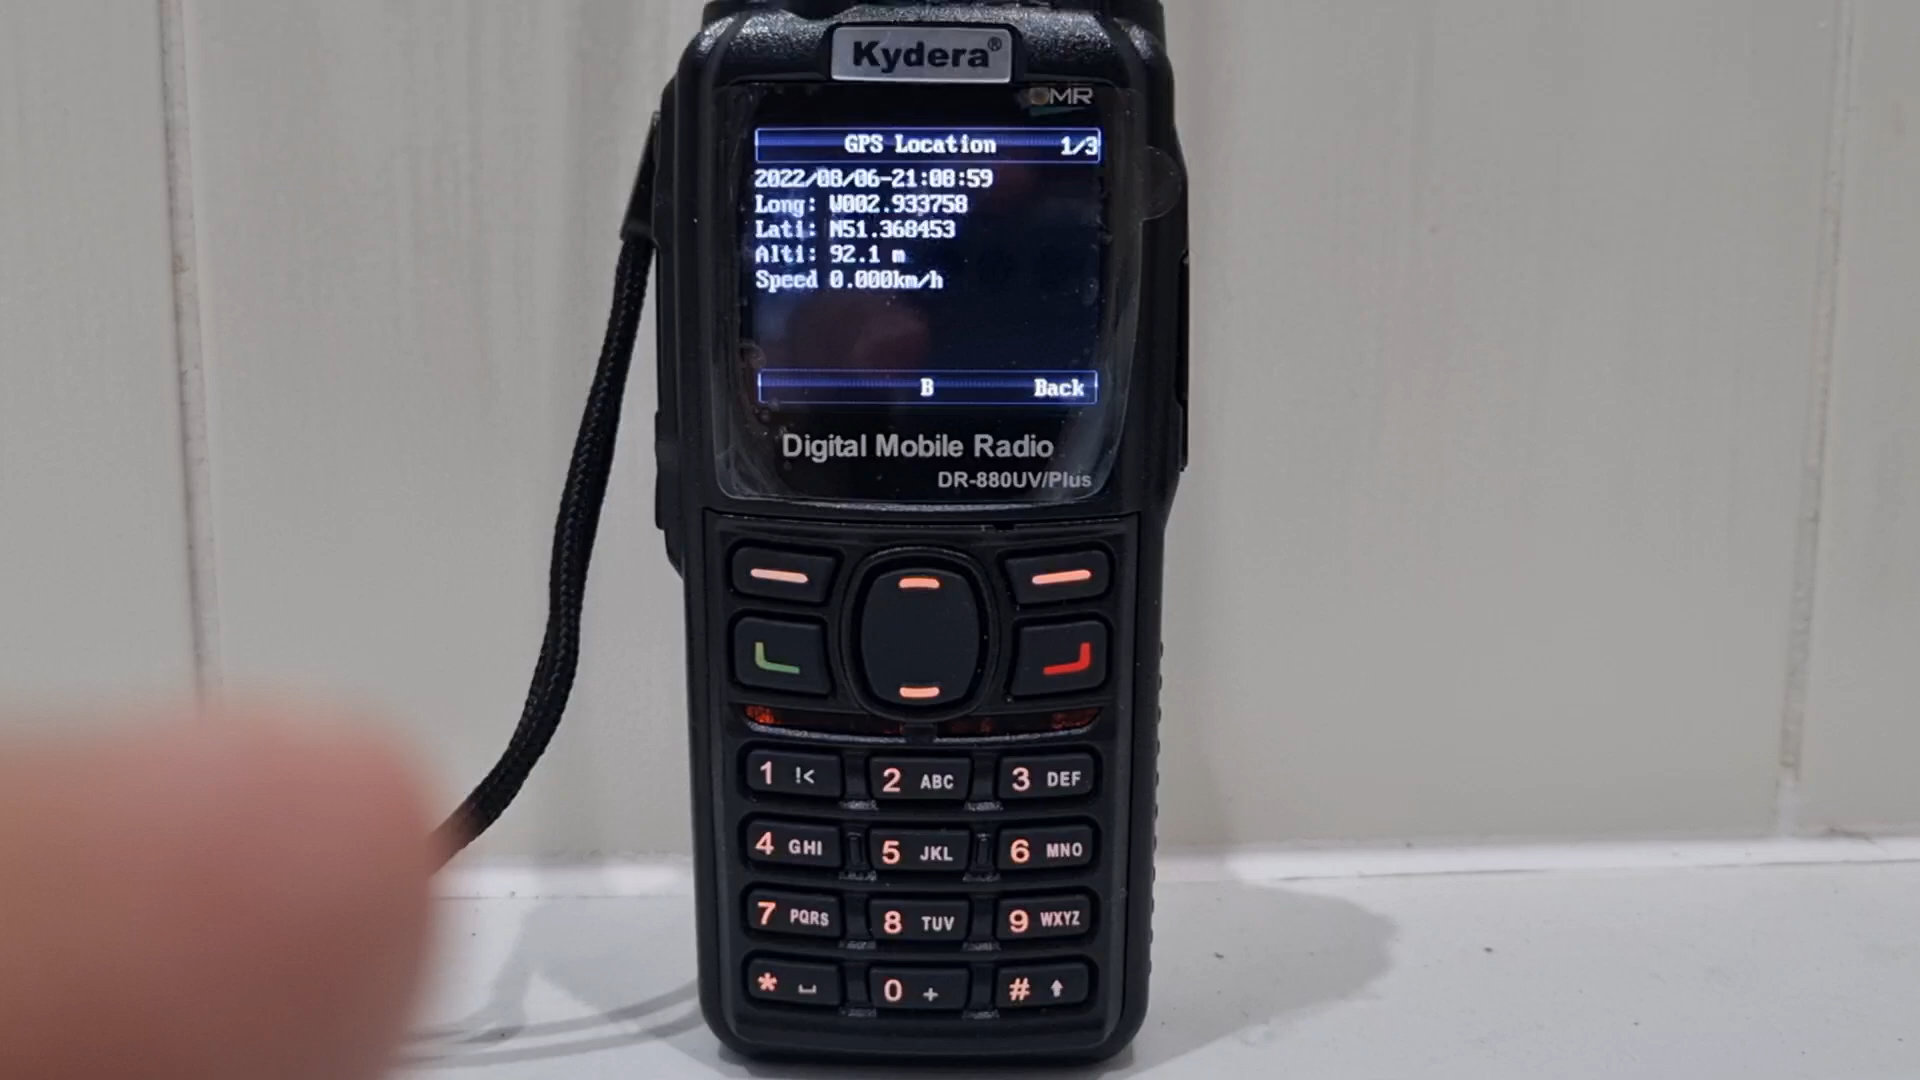 Kydera®
DMR
GPS Location 1/3
2022/08/06-21:08:59
Long: W002.933758
Lati: N51.368453
Alti: 92.1 m
Speed 0.000km/h
B Back
Digital Mobile Radio
DR-880UV/Plus
1 !< 2 ABC 3 DEF
4 GHI 5 JKL 6 MNO
7 PQRS 8 TUV 9 WXYZ
* ⎵ 0 + # ⬆